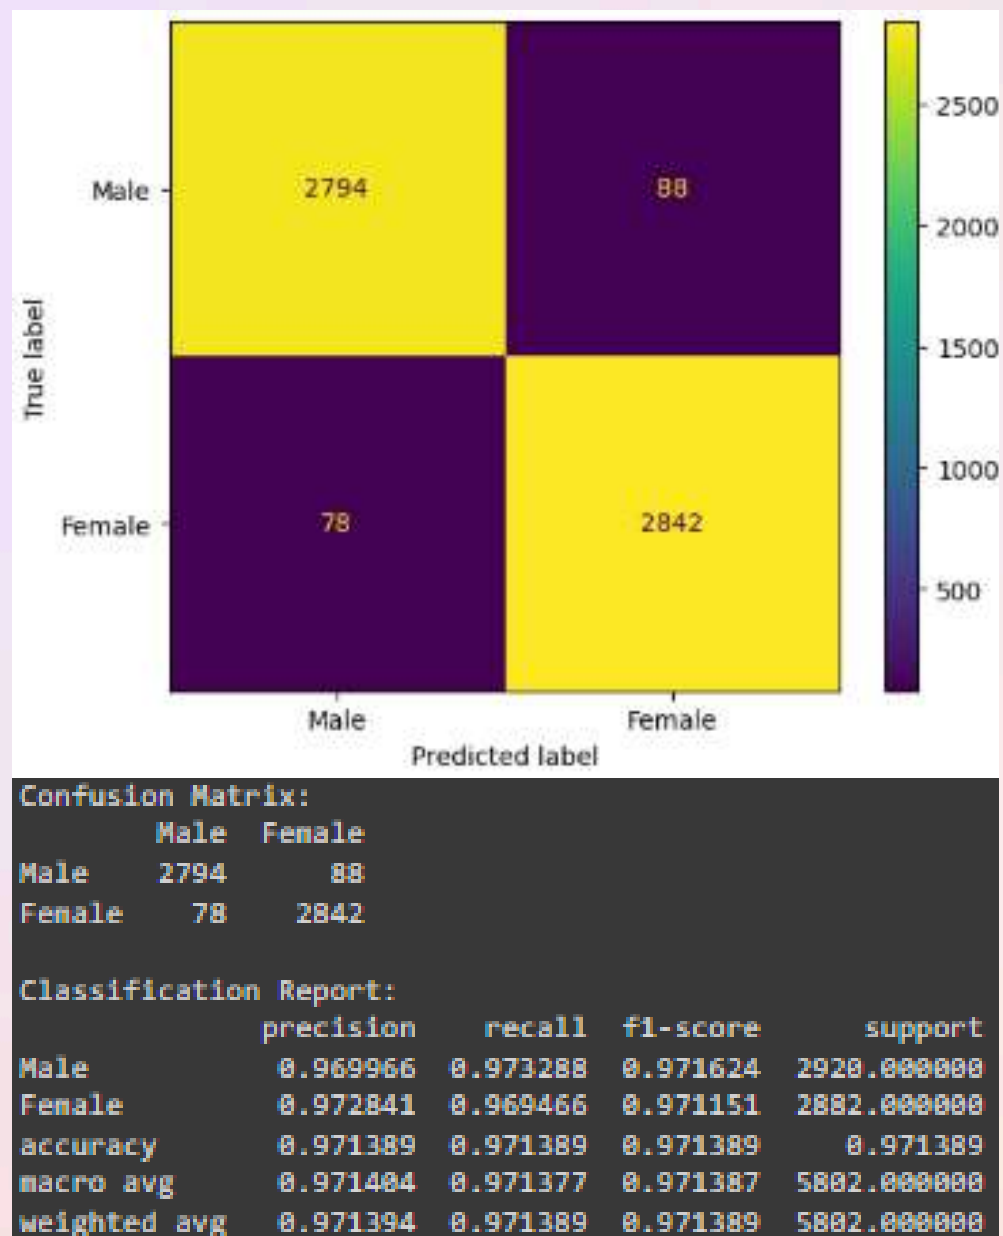 2500
Male
2794
88
2000
1500
True label
1000
Female
78
2842
500
Male
Female
Predicted label
Confusion Matrix:
Male Female
Male 2794 88
Female 78 2842
Classification Report:
precision recall f1-score support
Male 0.969966 0.973288 0.971624 2920.000000
Female 0.972841 0.969466 0.971151 2882.000000
accuracy 0.971389 0.971389 0.971389 0.971389
macro avg 0.971404 0.971377 0.971387 5802.000000
weighted avg 0.971394 0.971389 0.971389 5802.000000